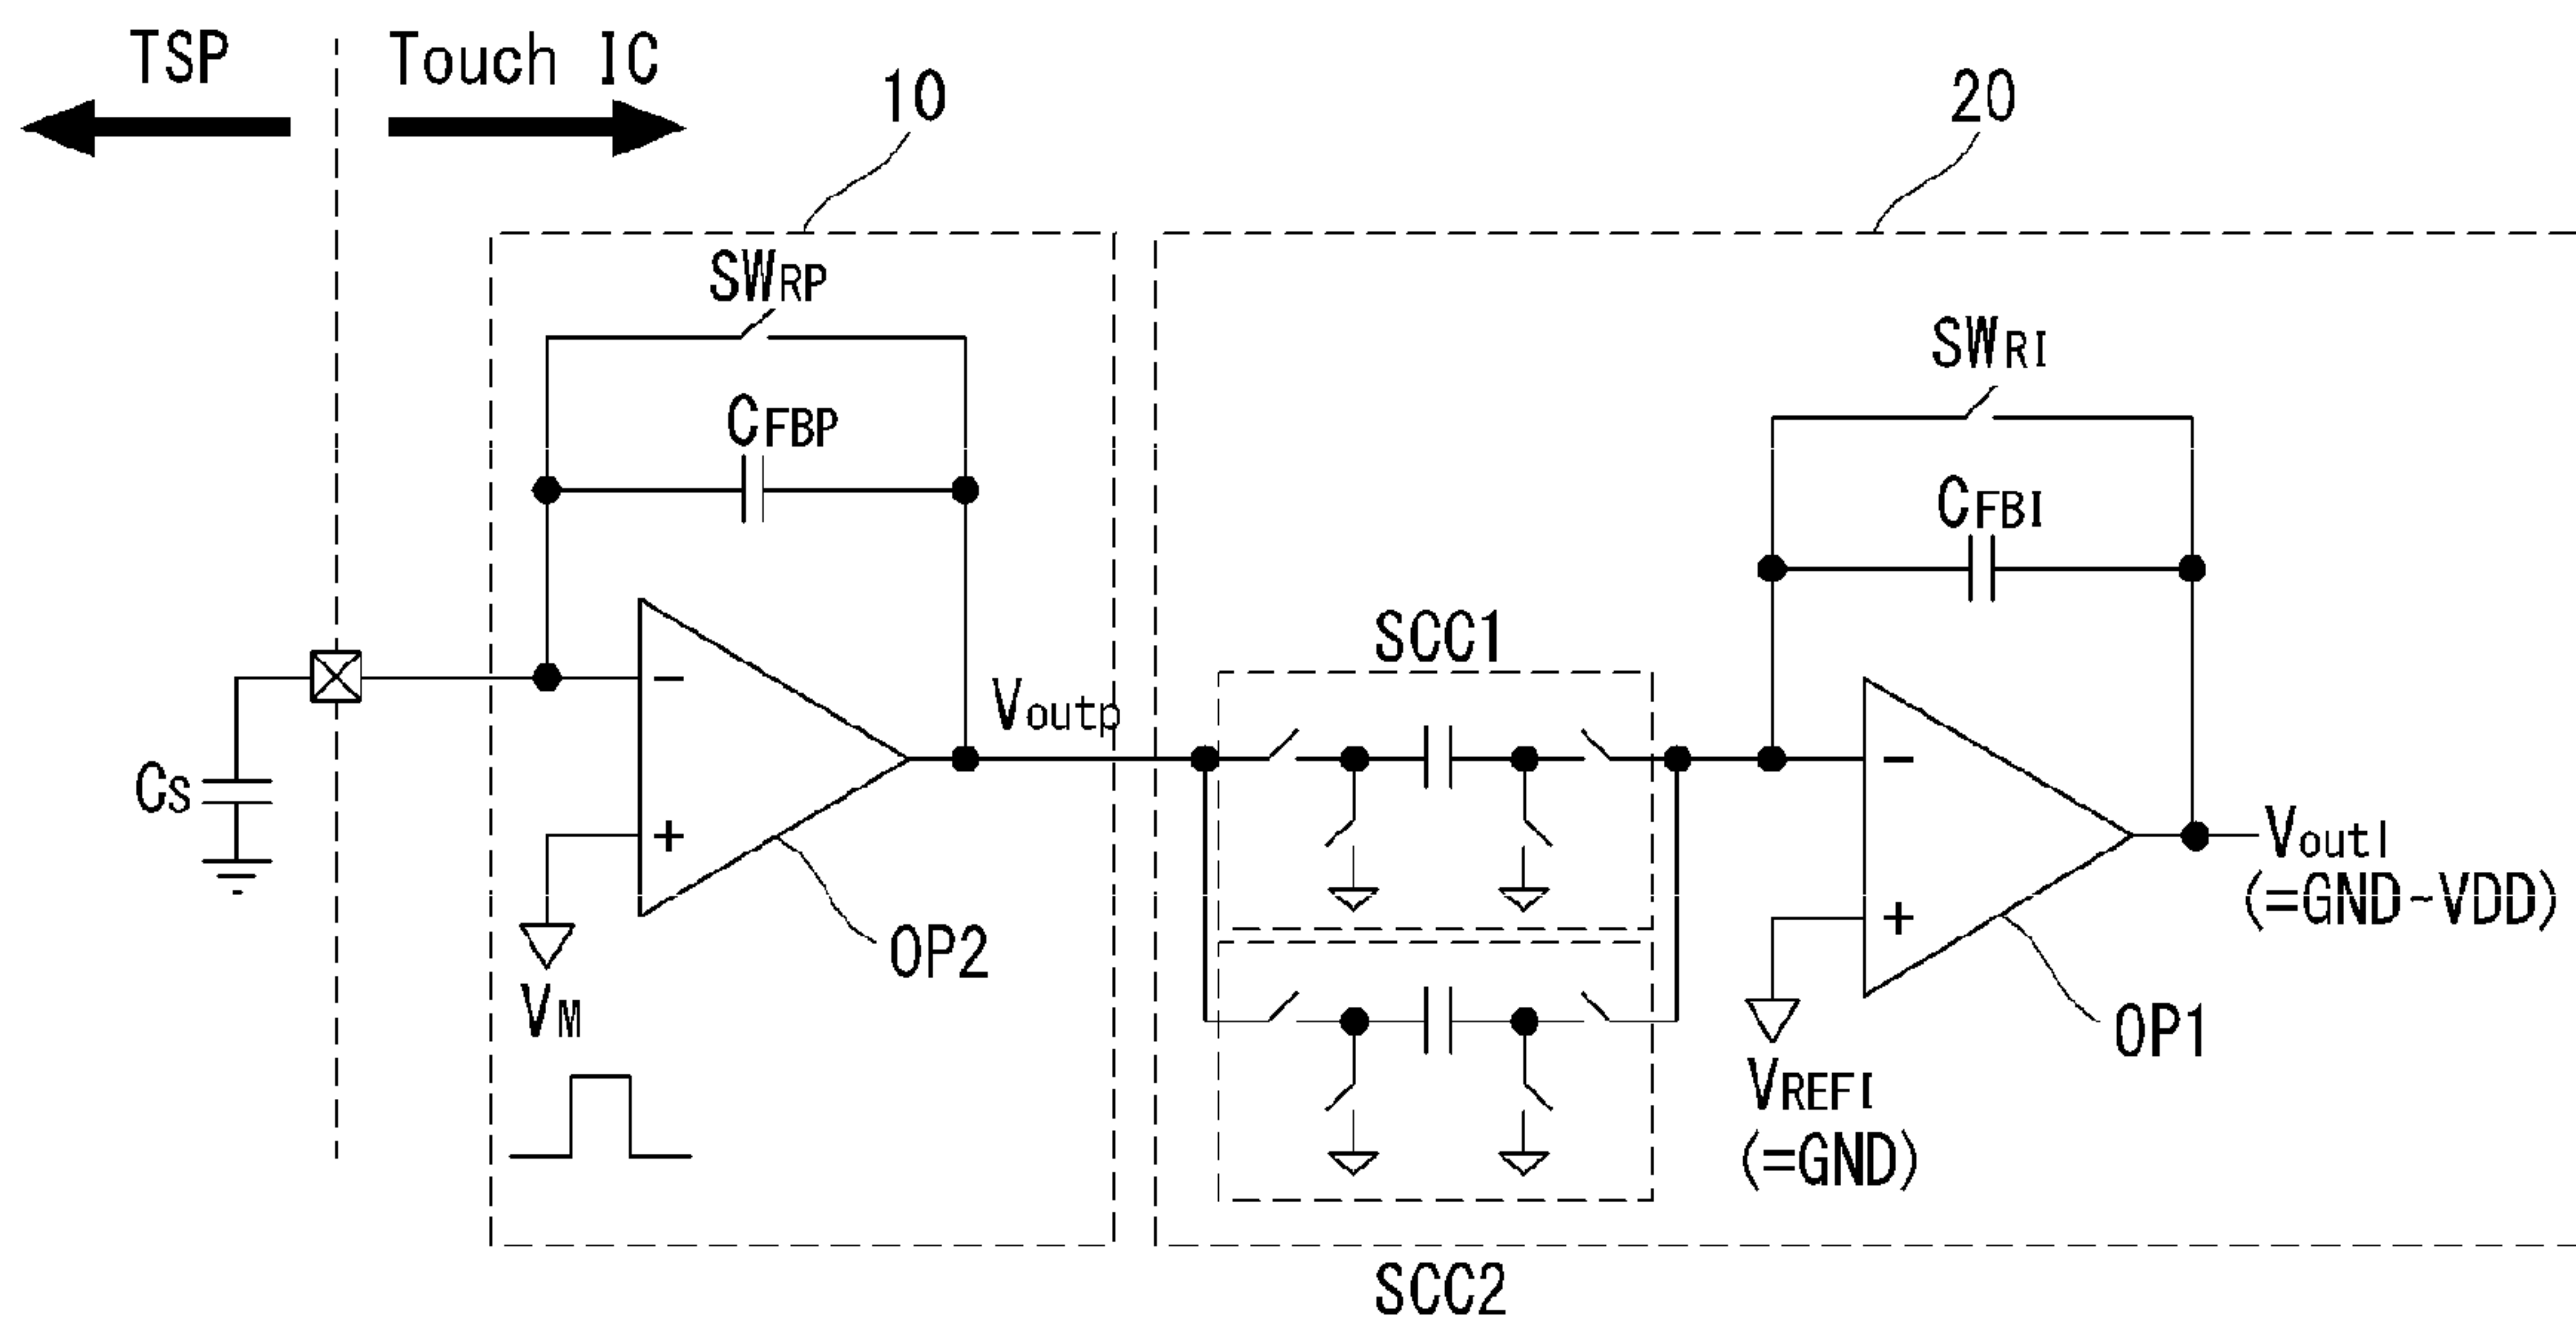 TSP
Touch IC
10
20
SWRP
CFBP
SWRI
CFBI
SCC1
Voutp
CS
−
+
−
+
VoutI
(=GND~VDD)
OP2
VM
OP1
VREFI
(=GND)
SCC2